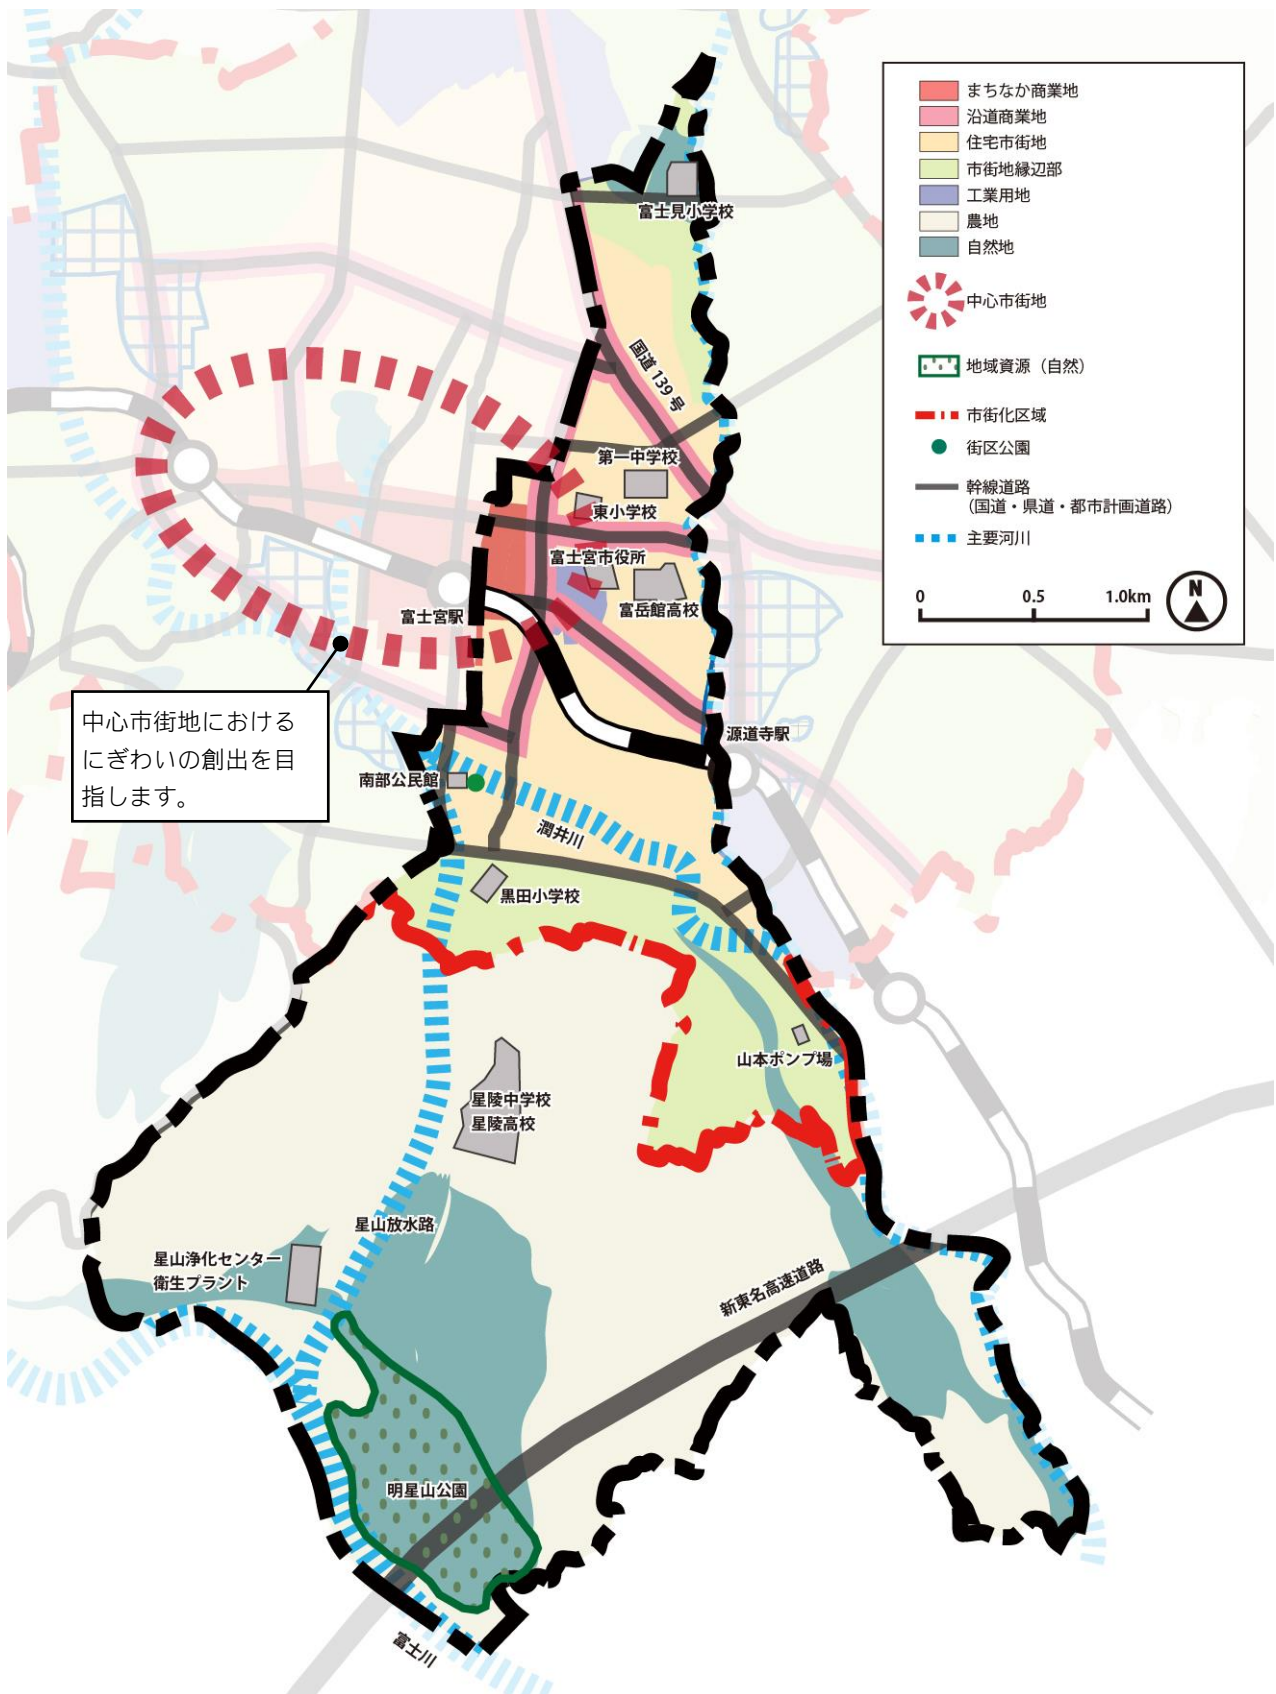 まちなか商業地
沿道商業地
住宅市街地
市街地縁辺部
工業用地
農地
自然地
中心市街地
地域資源（自然）
市街化区域
街区公園
幹線道路
（国道・県道・都市計画道路）
主要河川
0 0.5 1.0km
N
富士見小学校
国道139号
第一中学校
東小学校
富士宮市役所
富岳館高校
富士宮駅
中心市街地における
にぎわいの創出を目
指します。
源道寺駅
南部公民館
潤井川
黒田小学校
山本ポンプ場
星陵中学校
星陵高校
星山放水路
星山浄化センター
衛生プラント
新東名高速道路
明星山公園
富士川